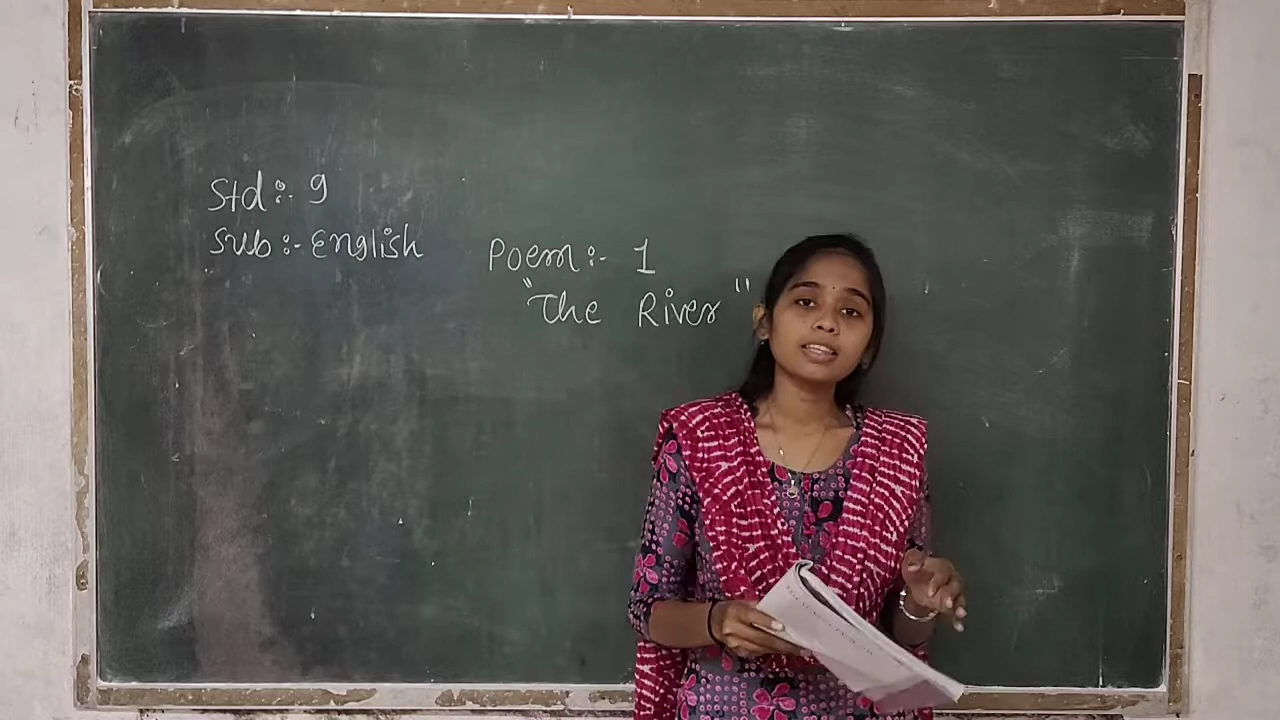 Std :- 9
Sub :- English
Poem :- 1
"The River"